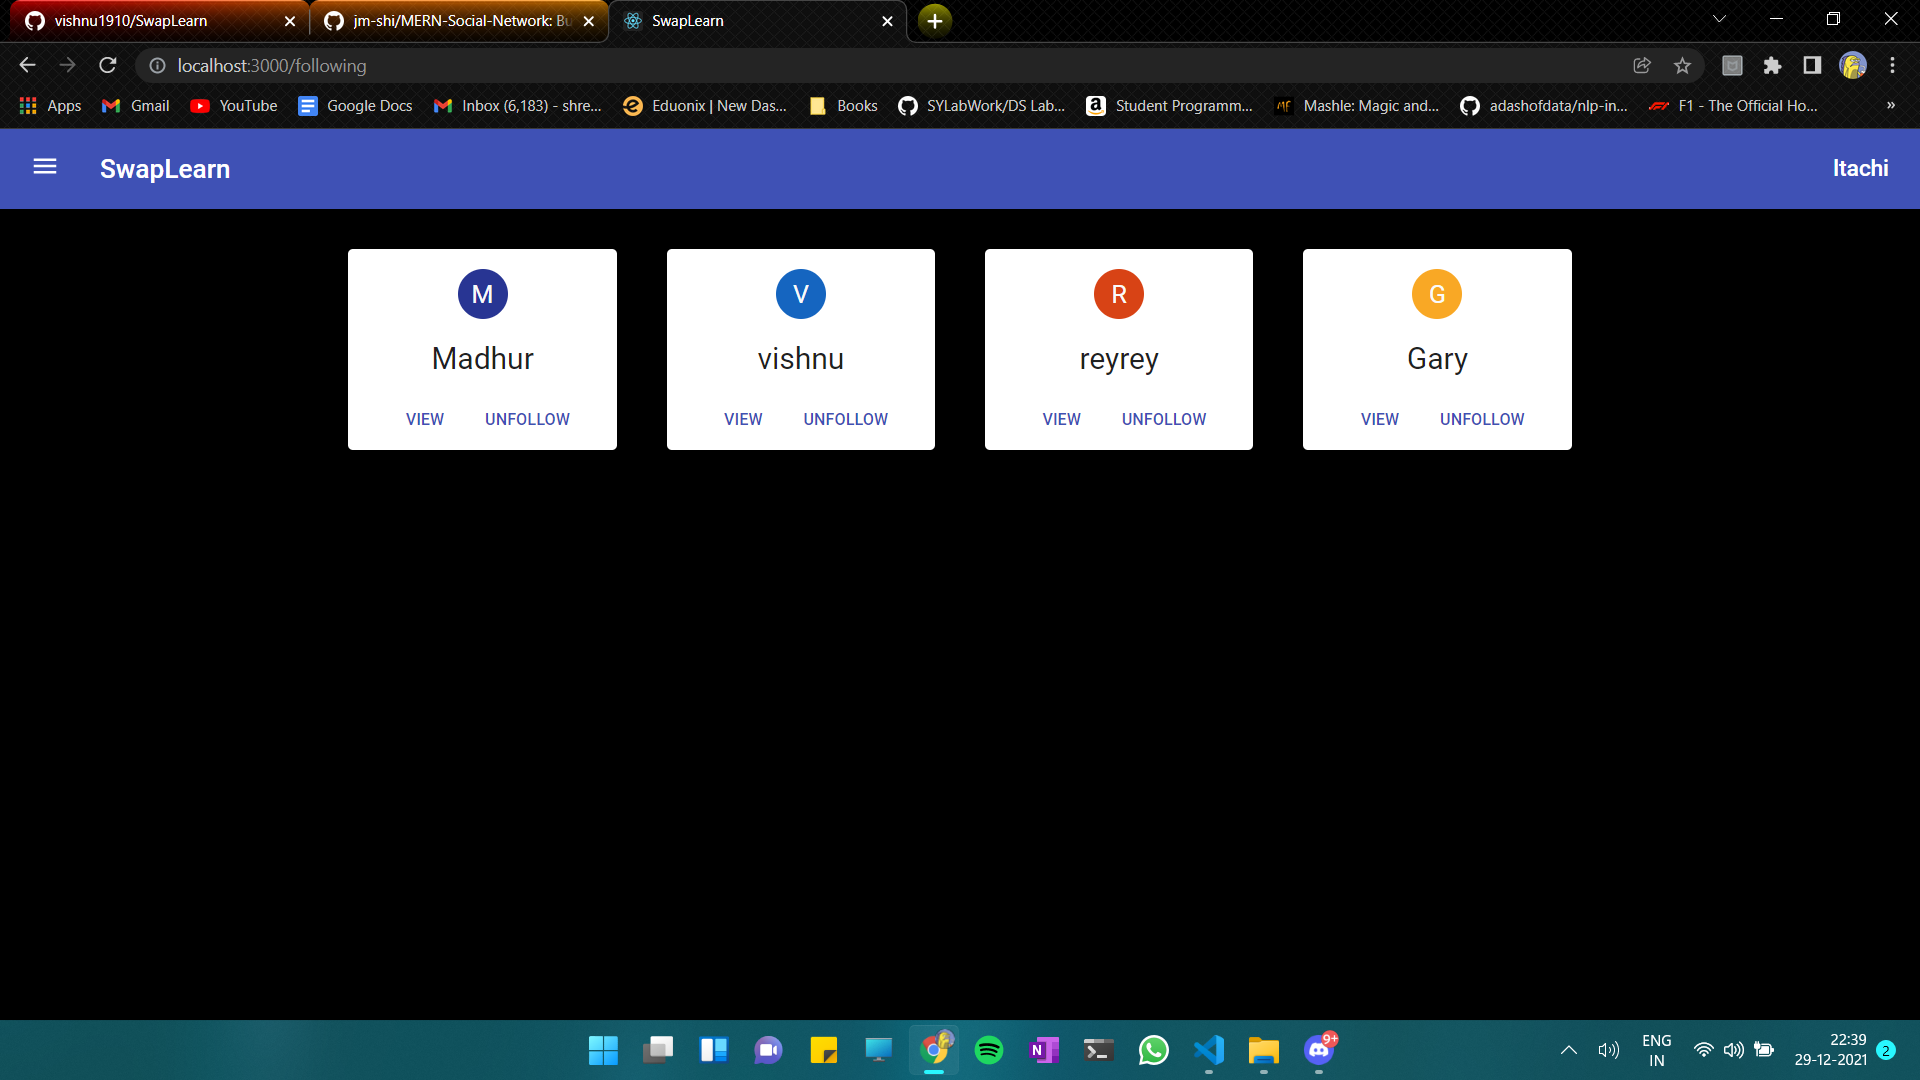 vishnu1910/SwapLearn
jm-shi/MERN-Social-Network: Bu
SwapLearn
localhost:3000/following
Apps
Gmail
YouTube
Google Docs
Inbox (6,183) - shre...
Eduonix | New Das...
Books
SYLabWork/DS Lab...
Student Programm...
Mashle: Magic and...
adashofdata/nlp-in...
F1 - The Official Ho...
»
SwapLearn
Itachi
M
V
R
G
Madhur
vishnu
reyrey
Gary
VIEW UNFOLLOW
VIEW UNFOLLOW
VIEW UNFOLLOW
VIEW UNFOLLOW
9+
ENG
IN
22:39
29-12-2021
2